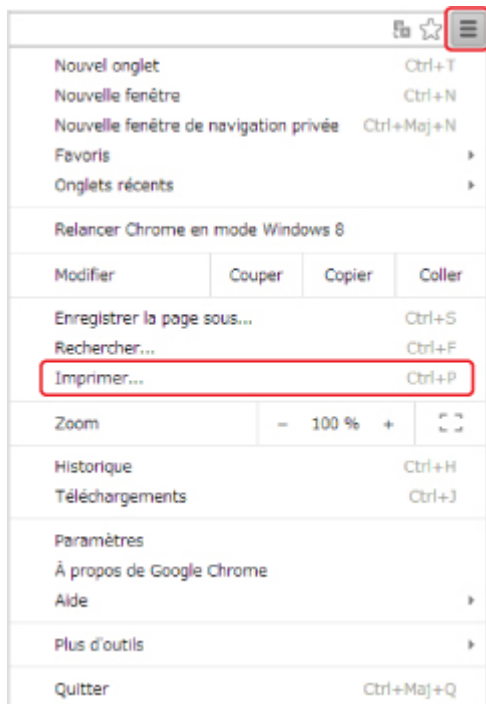 Nouvel onglet Ctrl+T
Nouvelle fenêtre Ctrl+N
Nouvelle fenêtre de navigation privée Ctrl+Maj+N
Favoris
Onglets récents
Relancer Chrome en mode Windows 8
Modifier Couper Copier Coller
Enregistrer la page sous... Ctrl+S
Rechercher... Ctrl+F
Imprimer... Ctrl+P
Zoom - 100 % +
Historique Ctrl+H
Téléchargements Ctrl+J
Paramètres
À propos de Google Chrome
Aide
Plus d'outils
Quitter Ctrl+Maj+Q